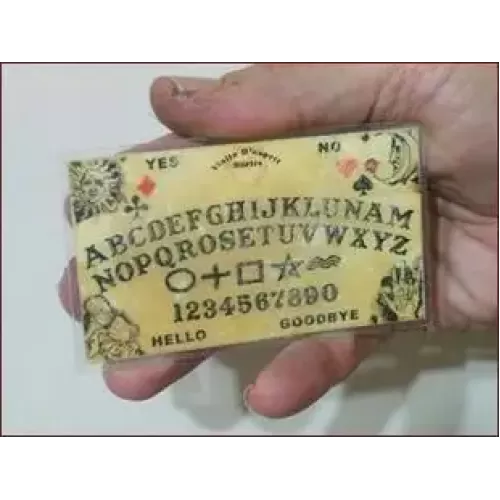 YES NO
ABCDEFGHIJKLUNAM
NOPQROSETUVWXYZ
1234567890
HELLO GOODBYE